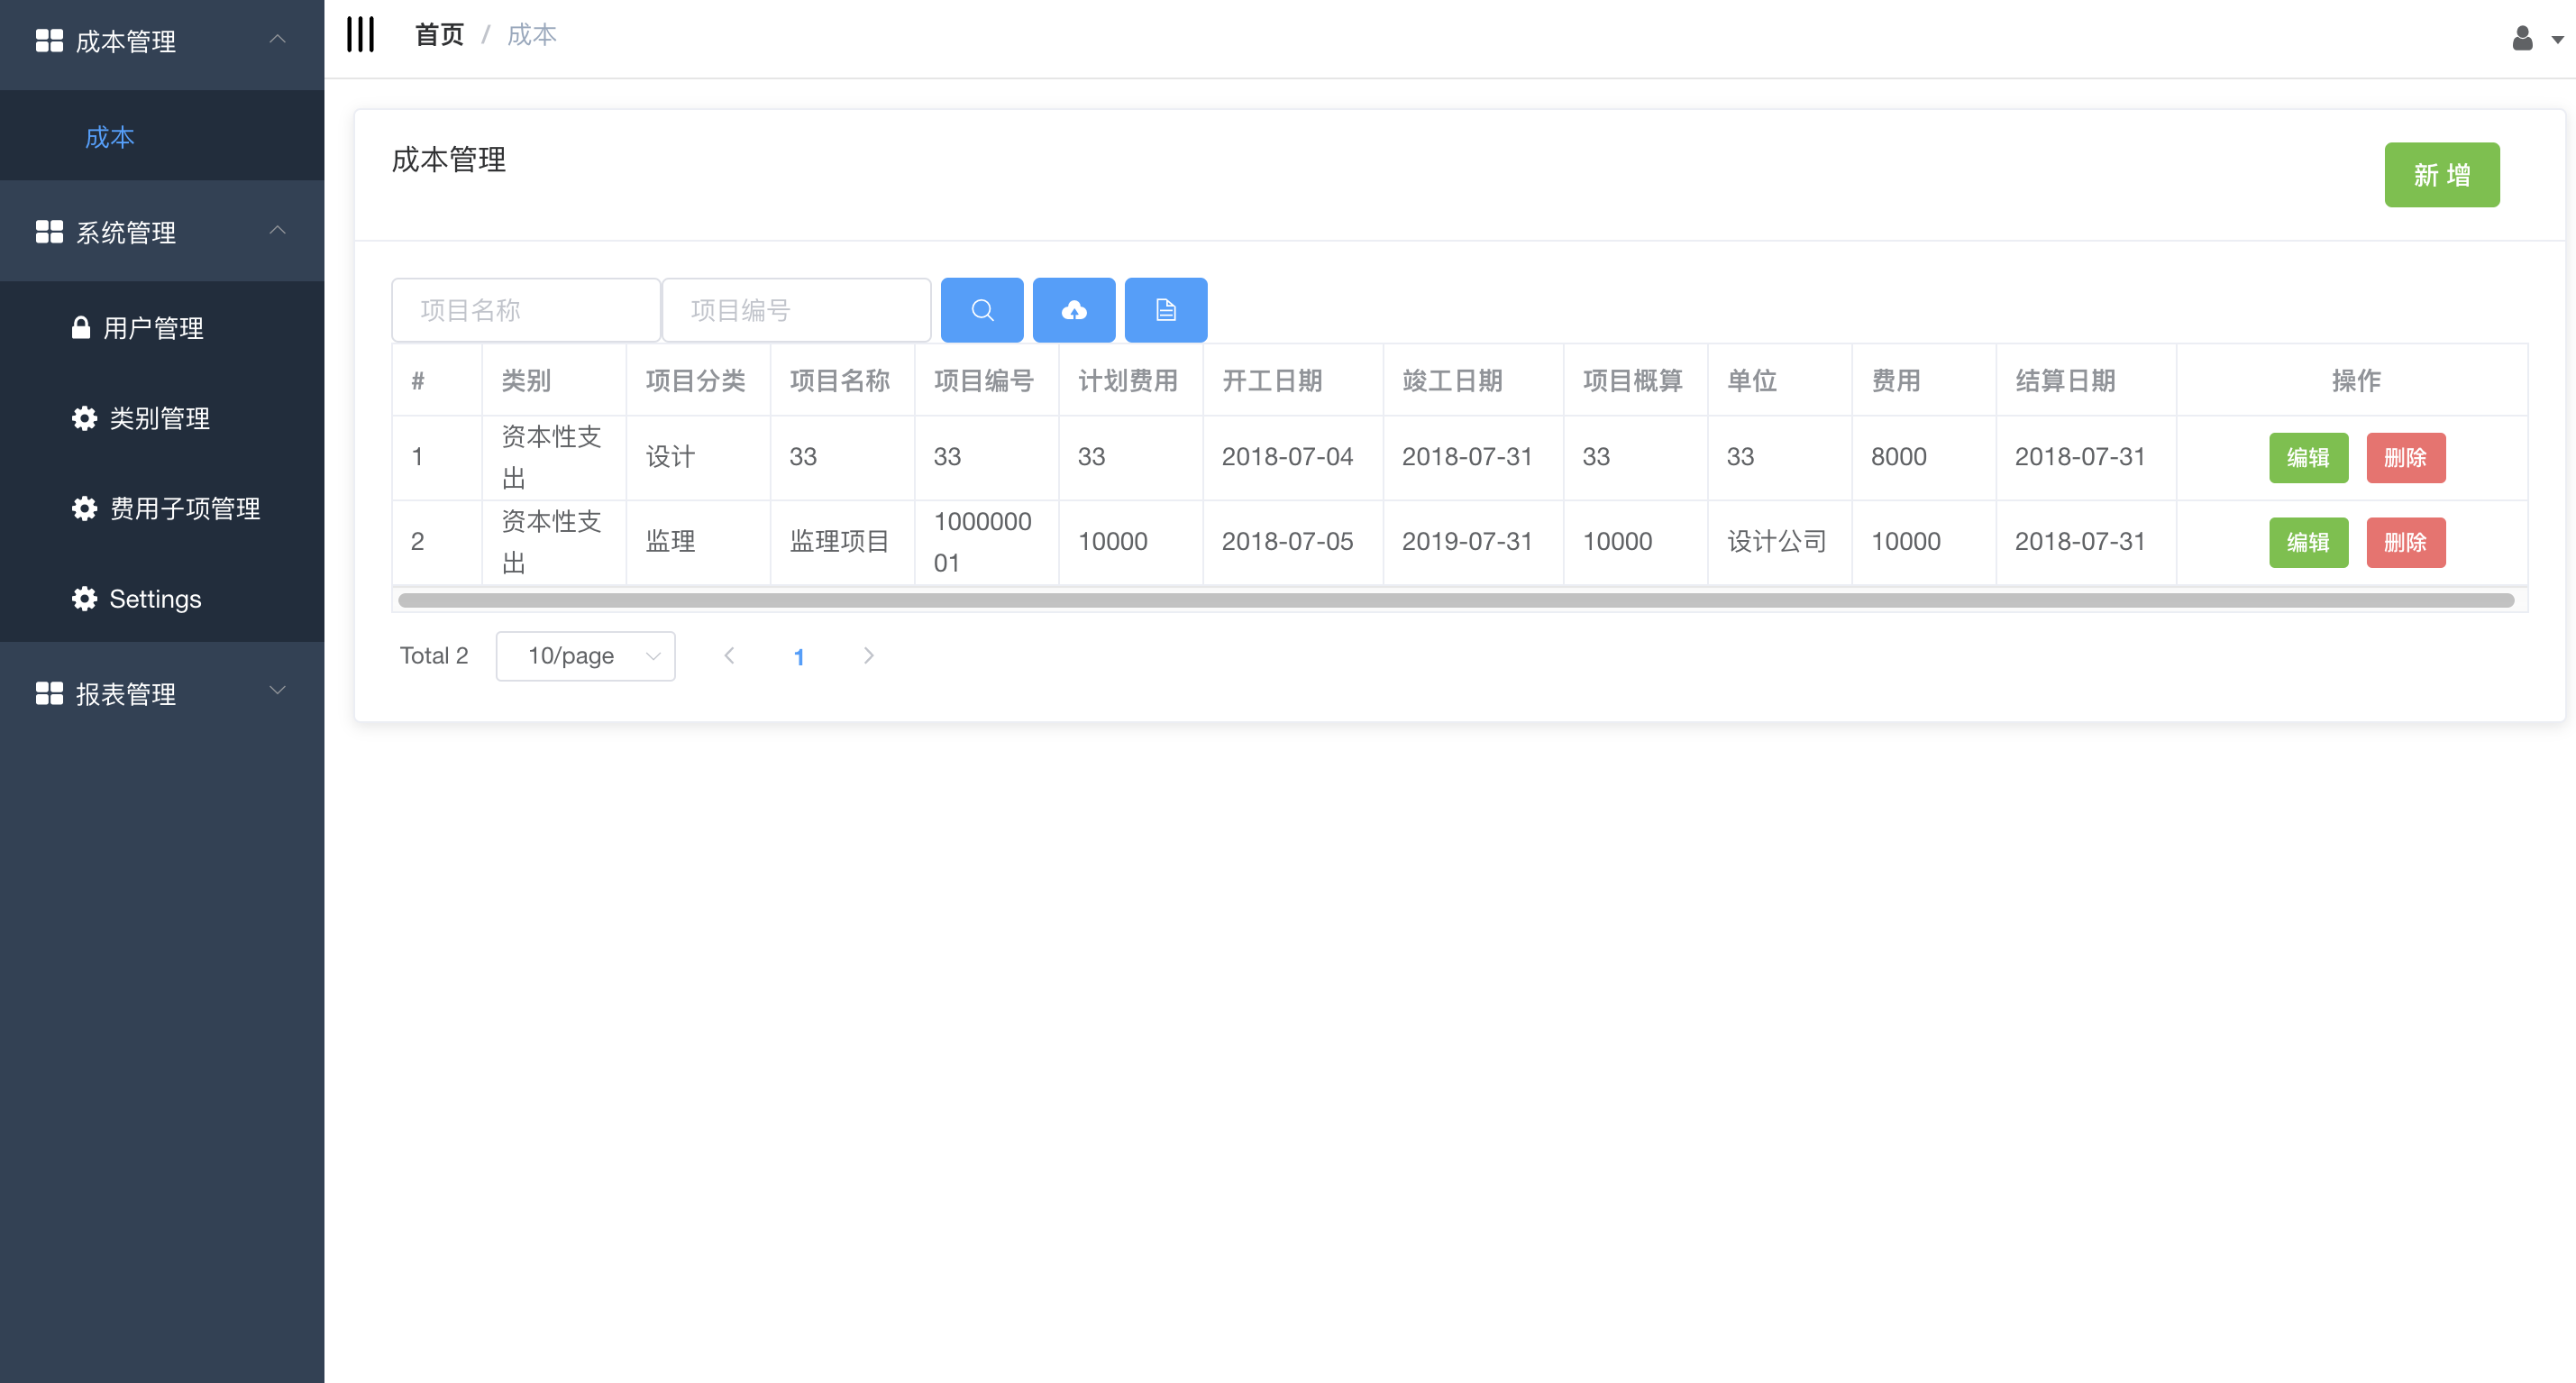 成本管理
成本
系统管理
用户管理
类别管理
费用子项管理
Settings
报表管理
首页 / 成本
成本管理
新 增
项目名称 项目编号
# 类别 项目分类 项目名称 项目编号 计划费用 开工日期 竣工日期 项目概算 单位 费用 结算日期 操作
1 资本性支出 设计 33 33 33 2018-07-04 2018-07-31 33 33 8000 2018-07-31 编辑 删除
2 资本性支出 监理 监理项目 100000001 10000 2018-07-05 2019-07-31 10000 设计公司 10000 2018-07-31 编辑 删除
Total 2 10/page 1